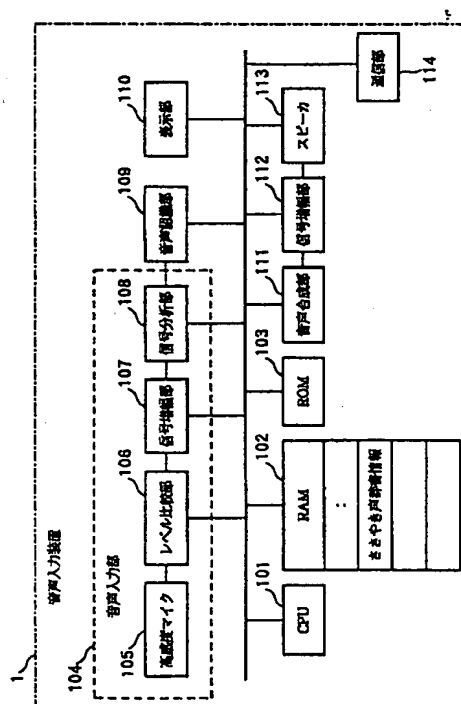 1
音声入力装置
104
音声入力部
105
高感度マイク
106
レベル比較部
107
信号増幅部
108
信号分析部
109
音声認識部
110
表示部
101
CPU
102
RAM
:
ささやき声辞書情報
103
ROM
111
音声合成部
112
信号増幅部
113
スピーカ
114
通信部